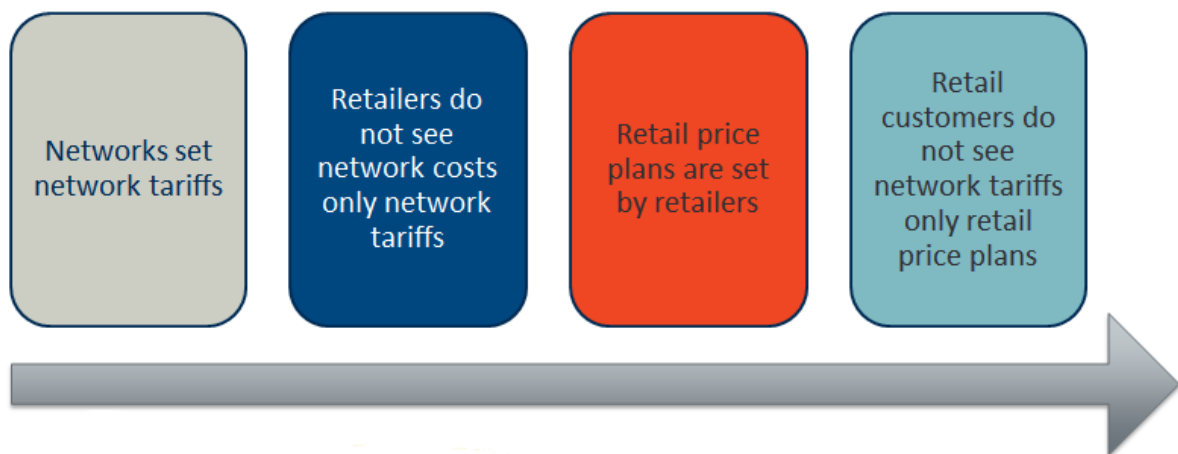 Networks set
network tariffs
Retailers do
not see
network costs
only network
tariffs
Retail price
plans are set
by retailers
Retail
customers do
not see
network tariffs
only retail
price plans